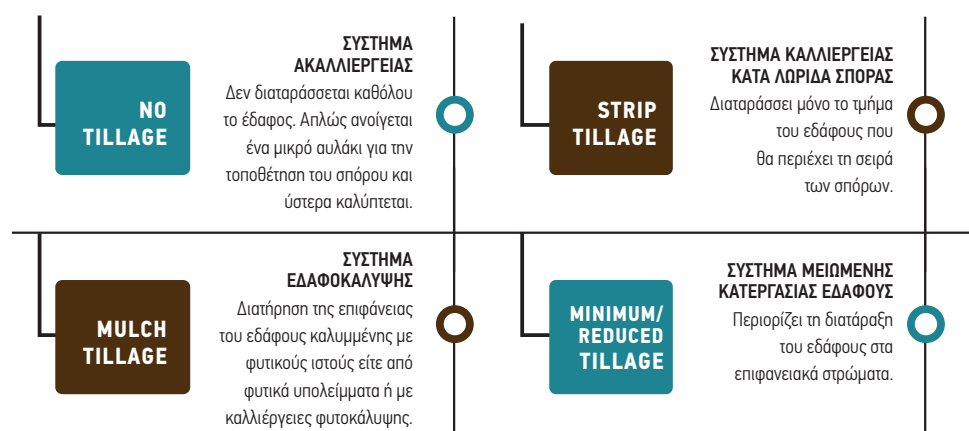 NO
TILLAGE
ΣΥΣΤΗΜΑ
ΑΚΑΛΛΙΕΡΓΕΙΑΣ
Δεν διαταράσσεται καθόλου
το έδαφος. Απλώς ανοίγεται
ένα μικρό αυλάκι για την
τοποθέτηση του σπόρου και
ύστερα καλύπτεται.
STRIP
TILLAGE
ΣΥΣΤΗΜΑ ΚΑΛΛΙΕΡΓΕΙΑΣ
ΚΑΤΑ ΛΩΡΙΔΑ ΣΠΟΡΑΣ
Διαταράσσει μόνο το τμήμα
του εδάφους που
θα περιέχει τη σειρά
των σπόρων.
MULCH
TILLAGE
ΣΥΣΤΗΜΑ
ΕΔΑΦΟΚΑΛΥΨΗΣ
Διατήρηση της επιφάνειας
του εδάφους καλυμμένης με
φυτικούς ιστούς είτε από
φυτικά υπολείμματα ή με
καλλιέργειες φυτοκάλυψης.
MINIMUM/
REDUCED
TILLAGE
ΣΥΣΤΗΜΑ ΜΕΙΩΜΕΝΗΣ
ΚΑΤΕΡΓΑΣΙΑΣ ΕΔΑΦΟΥΣ
Περιορίζει τη διατάραξη
του εδάφους στα
επιφανειακά στρώματα.